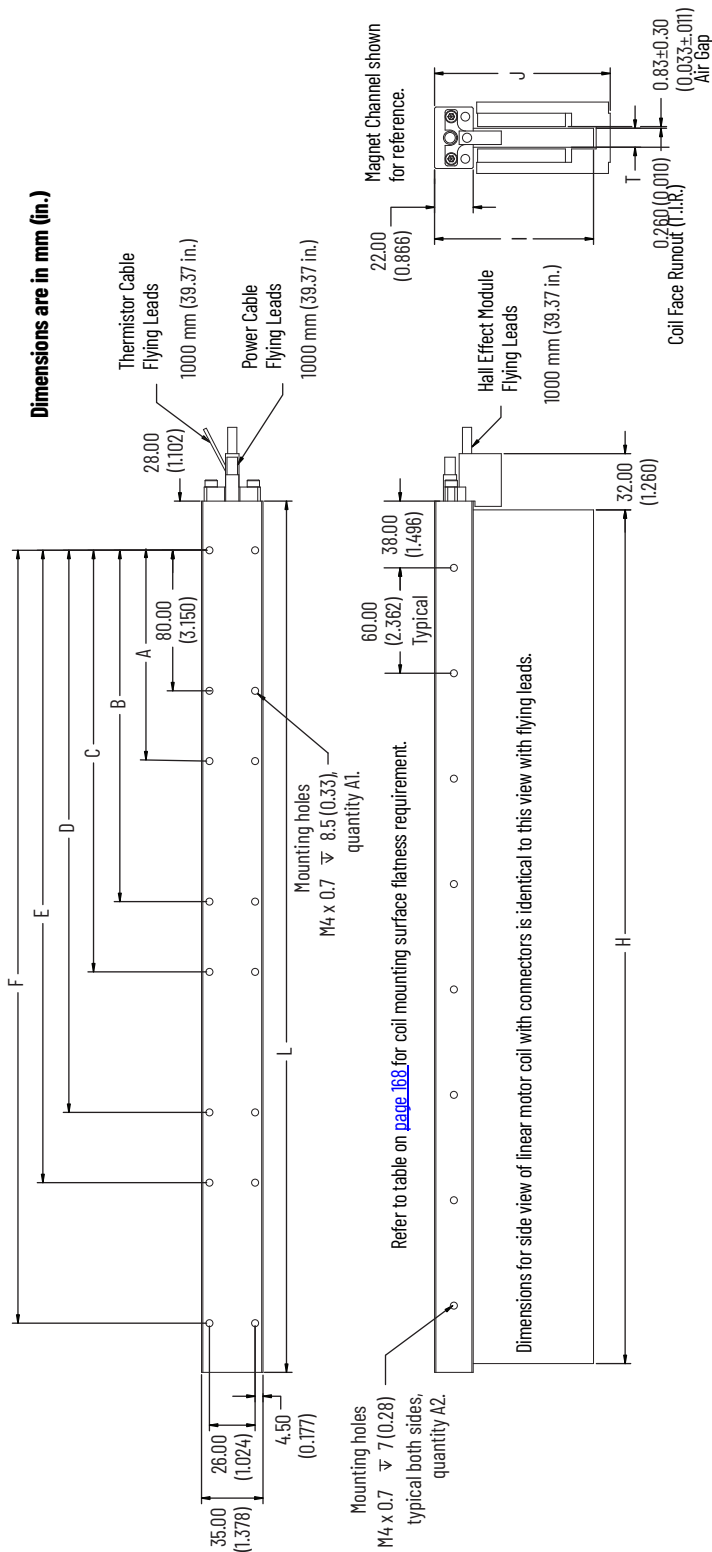 Dimensions are in mm (in.)
F
E
D
C
B
A
80.00
(3.150)
28.00
(1.102)
Thermistor Cable
Flying Leads
1000 mm (39.37 in.)
Power Cable
Flying Leads
1000 mm (39.37 in.)
35.00
(1.378)
26.00
(1.024)
4.50
(0.177)
L
Mounting holes
M4 x 0.7 ↧ 8.5 (0.33),
quantity A1.
Refer to table on page 168 for coil mounting surface flatness requirement.
60.00
(2.362)
Typical
38.00
(1.496)
Hall Effect Module
Flying Leads
1000 mm (39.37 in.)
Mounting holes
M4 x 0.7 ↧ 7 (0.28)
typical both sides,
quantity A2.
Dimensions for side view of linear motor coil with connectors is identical to this view with flying leads.
H
32.00
(1.260)
Magnet Channel shown
for reference.
22.00
(0.866)
I
J
T
0.260 (0.010)
Coil Face Runout (T.I.R.)
0.83±0.30
(0.033±.011)
Air Gap